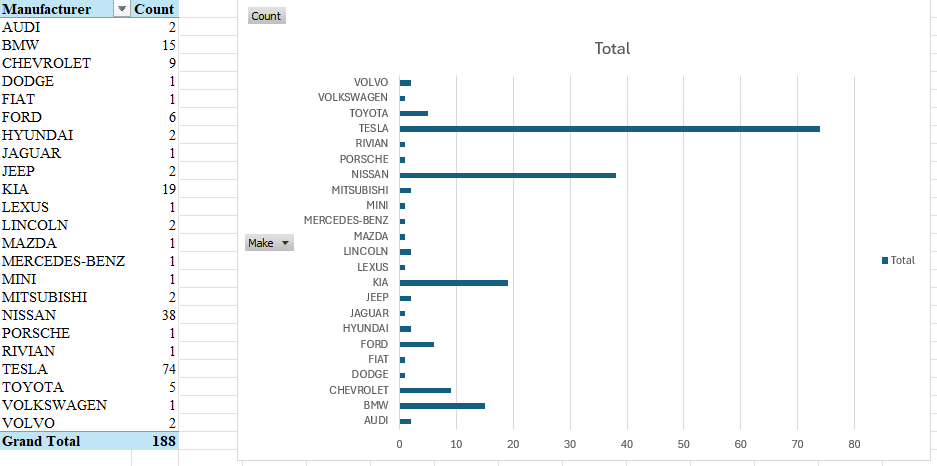 Manufacturer Count
AUDI 2
BMW 15
CHEVROLET 9
DODGE 1
FIAT 1
FORD 6
HYUNDAI 2
JAGUAR 1
JEEP 2
KIA 19
LEXUS 1
LINCOLN 2
MAZDA 1
MERCEDES-BENZ 1
MINI 1
MITSUBISHI 2
NISSAN 38
PORSCHE 1
RIVIAN 1
TESLA 74
TOYOTA 5
VOLKSWAGEN 1
VOLVO 2
Grand Total 188
Count
Total
VOLVO
VOLKSWAGEN
TOYOTA
TESLA
RIVIAN
PORSCHE
NISSAN
MITSUBISHI
MINI
MERCEDES-BENZ
MAZDA
LINCOLN
LEXUS
KIA
JEEP
JAGUAR
HYUNDAI
FORD
FIAT
DODGE
CHEVROLET
BMW
AUDI
0 10 20 30 40 50 60 70 80
Make
Total